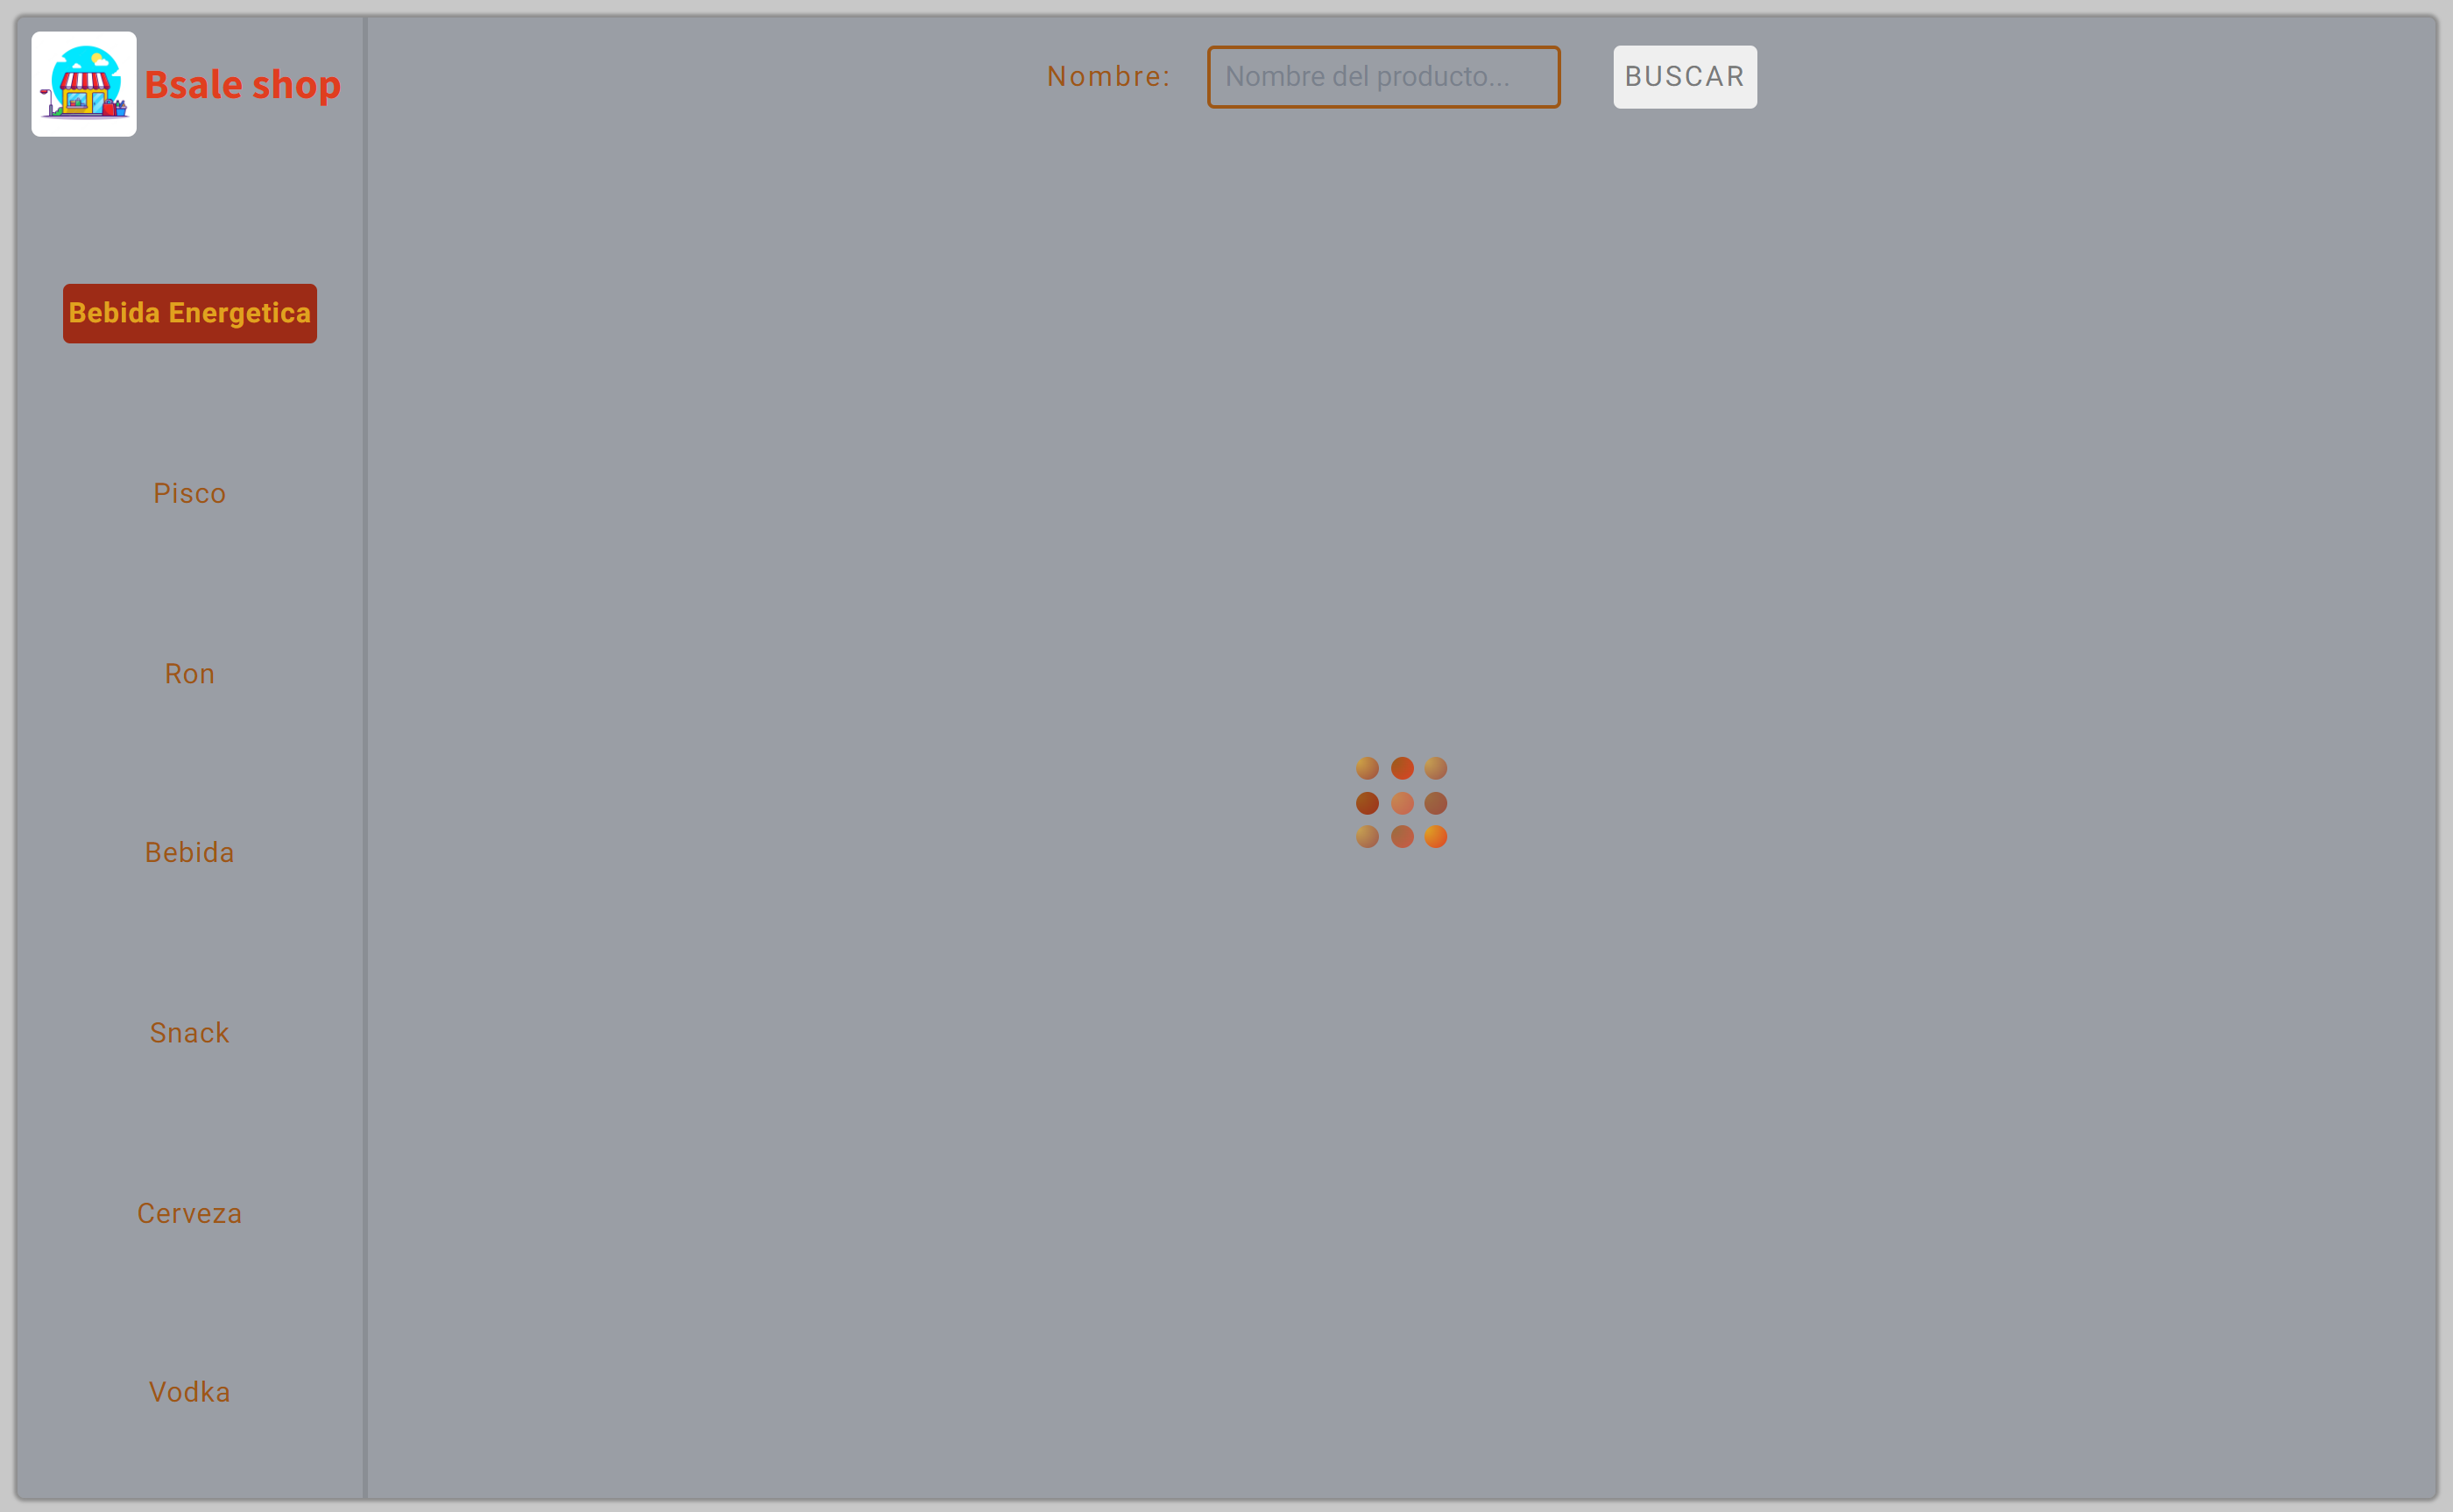 Bsale shop
Nombre:
Nombre del producto...
BUSCAR
Bebida Energetica
Pisco
Ron
Bebida
Snack
Cerveza
Vodka